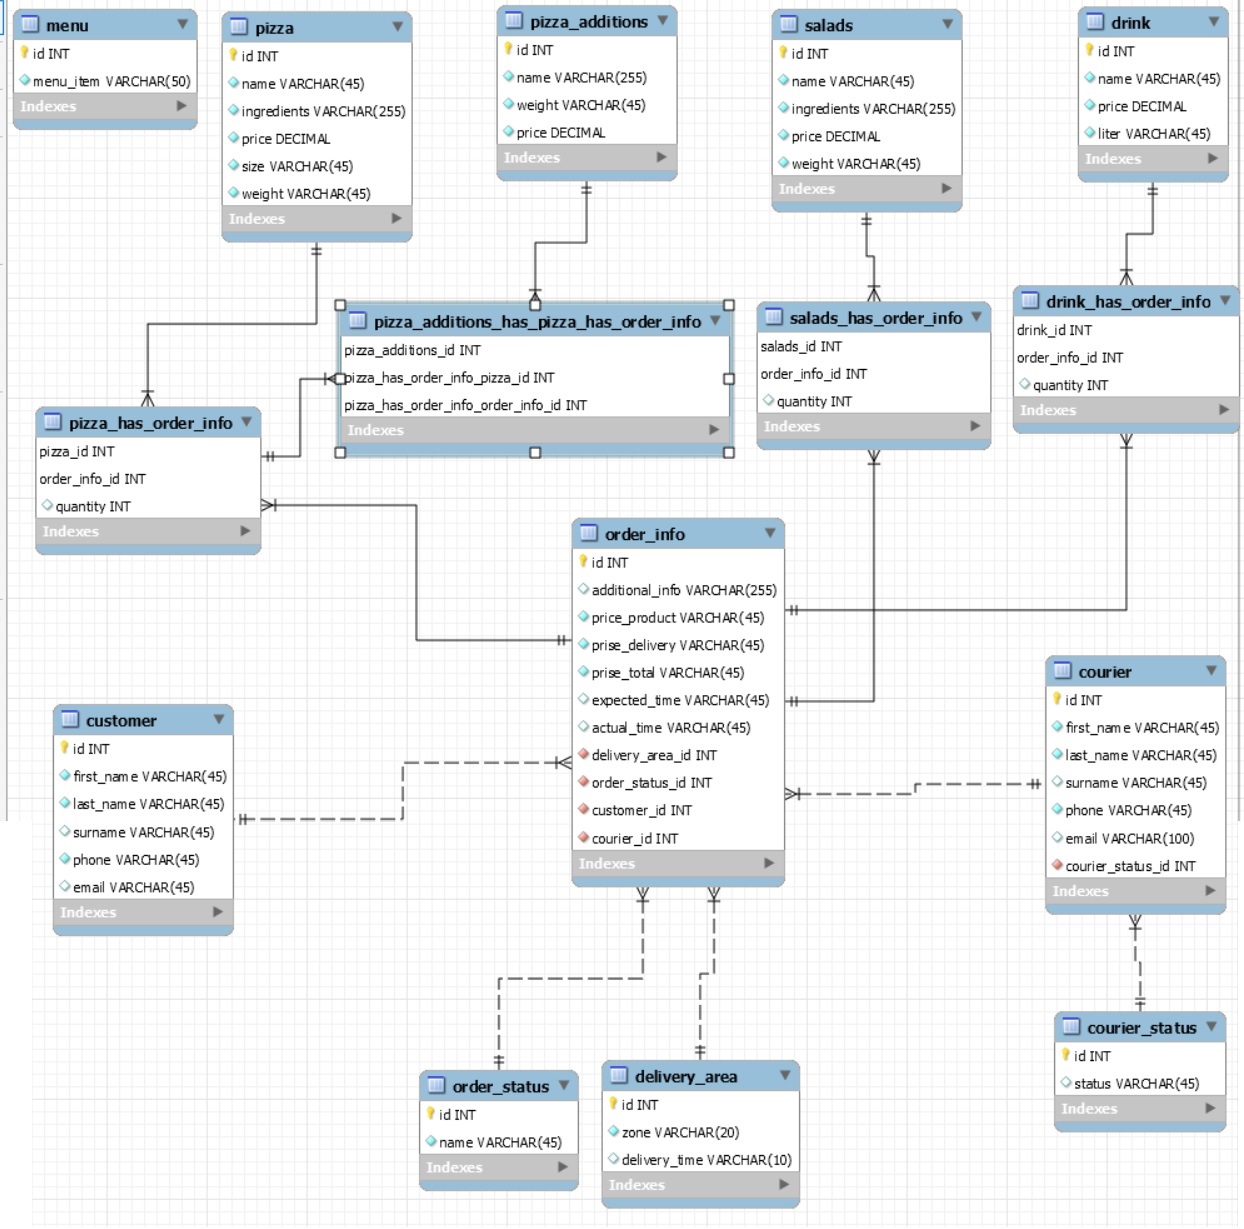 menu
id INT
menu_item VARCHAR(50)
Indexes
pizza
id INT
name VARCHAR(45)
ingredients VARCHAR(255)
price DECIMAL
size VARCHAR(45)
weight VARCHAR(45)
Indexes
pizza_additions
id INT
name VARCHAR(255)
weight VARCHAR(45)
price DECIMAL
Indexes
salads
id INT
name VARCHAR(45)
ingredients VARCHAR(255)
price DECIMAL
weight VARCHAR(45)
Indexes
drink
id INT
name VARCHAR(45)
price DECIMAL
liter VARCHAR(45)
Indexes
pizza_has_order_info
pizza_id INT
order_info_id INT
quantity INT
Indexes
pizza_additions_has_pizza_has_order_info
pizza_additions_id INT
pizza_has_order_info_pizza_id INT
pizza_has_order_info_order_info_id INT
Indexes
salads_has_order_info
salads_id INT
order_info_id INT
quantity INT
Indexes
drink_has_order_info
drink_id INT
order_info_id INT
quantity INT
Indexes
order_info
id INT
additional_info VARCHAR(255)
price_product VARCHAR(45)
prise_delivery VARCHAR(45)
prise_total VARCHAR(45)
expected_time VARCHAR(45)
actual_time VARCHAR(45)
delivery_area_id INT
order_status_id INT
customer_id INT
courier_id INT
Indexes
customer
id INT
first_name VARCHAR(45)
last_name VARCHAR(45)
surname VARCHAR(45)
phone VARCHAR(45)
email VARCHAR(45)
Indexes
courier
id INT
first_name VARCHAR(45)
last_name VARCHAR(45)
surname VARCHAR(45)
phone VARCHAR(45)
email VARCHAR(100)
courier_status_id INT
Indexes
order_status
id INT
name VARCHAR(45)
Indexes
delivery_area
id INT
zone VARCHAR(20)
delivery_time VARCHAR(10)
Indexes
courier_status
id INT
status VARCHAR(45)
Indexes